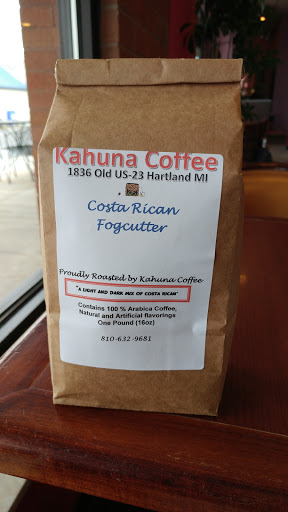 Kahuna Coffee
1836 Old US-23 Hartland MI
Costa Rican
Fogcutter
Proudly Roasted by Kahuna Coffee
"A LIGHT AND DARK MIX OF COSTA RICAN"
Contains 100 % Arabica Coffee,
Natural and Artificial flavorings
One Pound (16oz)
810-632-9681